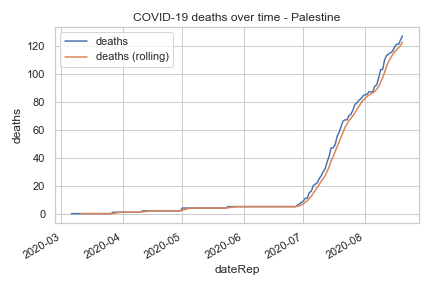 COVID-19 deaths over time - Palestine
deaths
deaths (rolling)
120
100
80
60
40
20
0
deaths
2020-03
2020-04
2020-05
2020-06
2020-07
2020-08
dateRep